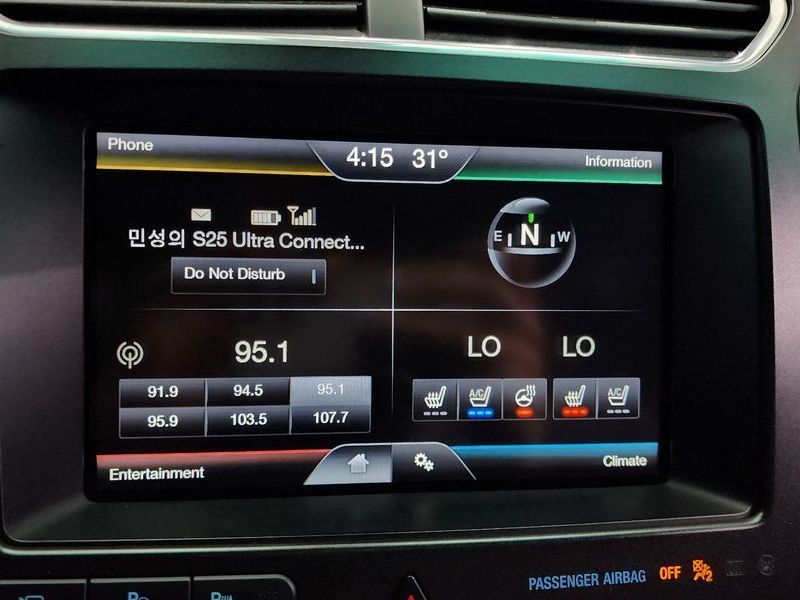 Phone
4:15 31°
Information
민성의 S25 Ultra Connect...
Do Not Disturb
E N W
95.1
LO LO
91.9 94.5 95.1
95.9 103.5 107.7
A/C A/C
Entertainment
Climate
PASSENGER AIRBAG OFF
2
P P